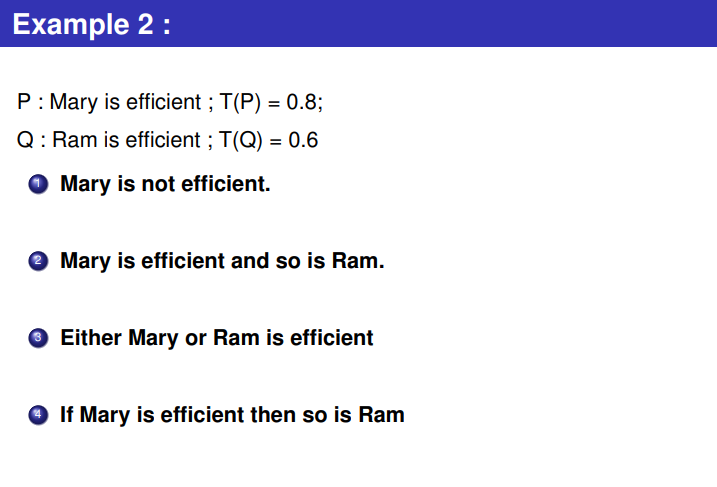 Example 2 :
P : Mary is efficient ; T(P) = 0.8;
Q : Ram is efficient ; T(Q) = 0.6
1 Mary is not efficient.
2 Mary is efficient and so is Ram.
3 Either Mary or Ram is efficient
4 If Mary is efficient then so is Ram